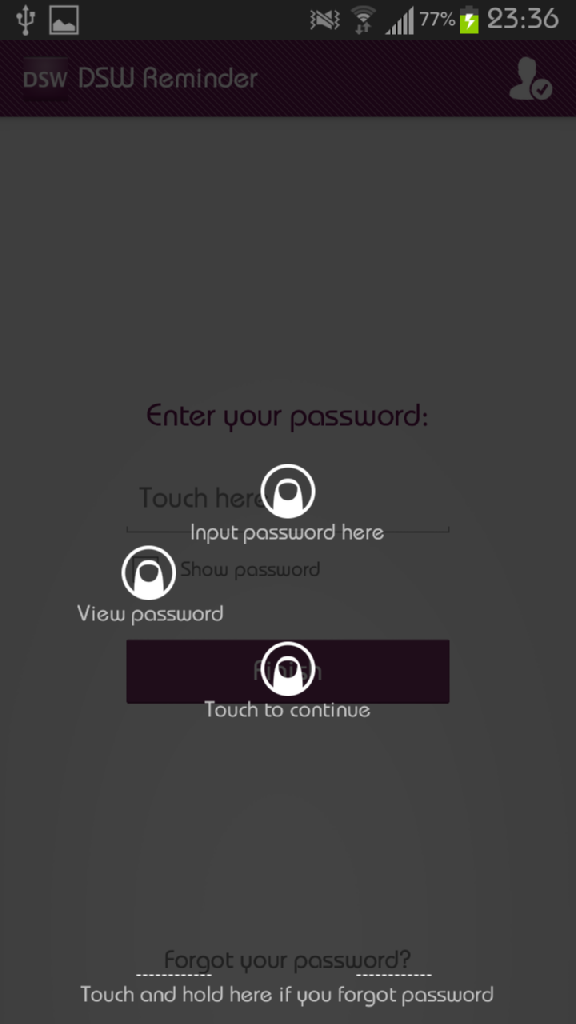 77% 23:36
DSW DSW Reminder
Enter your password:
Touch here
Input password here
Show password
View password
Finish
Touch to continue
Forgot your password?
Touch and hold here if you forgot password